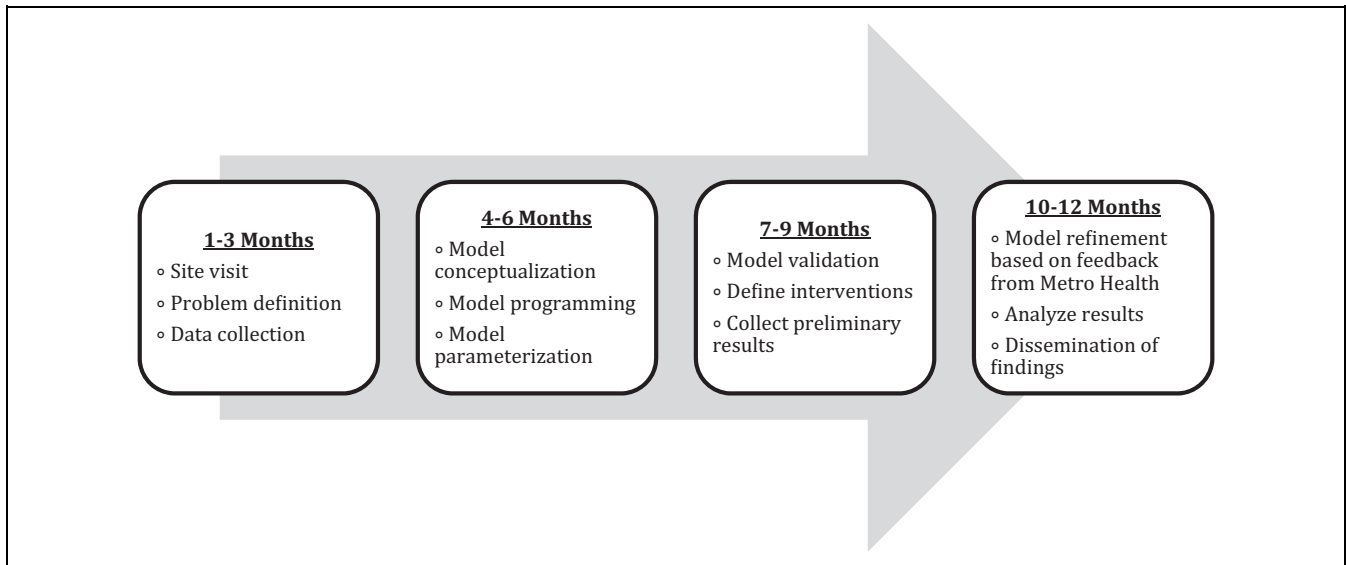 1-3 Months
∘ Site visit
∘ Problem definition
∘ Data collection
4-6 Months
∘ Model
conceptualization
∘ Model programming
∘ Model
parameterization
7-9 Months
∘ Model validation
∘ Define interventions
∘ Collect preliminary
results
10-12 Months
∘ Model refinement
based on feedback
from Metro Health
∘ Analyze results
∘ Dissemination of
findings